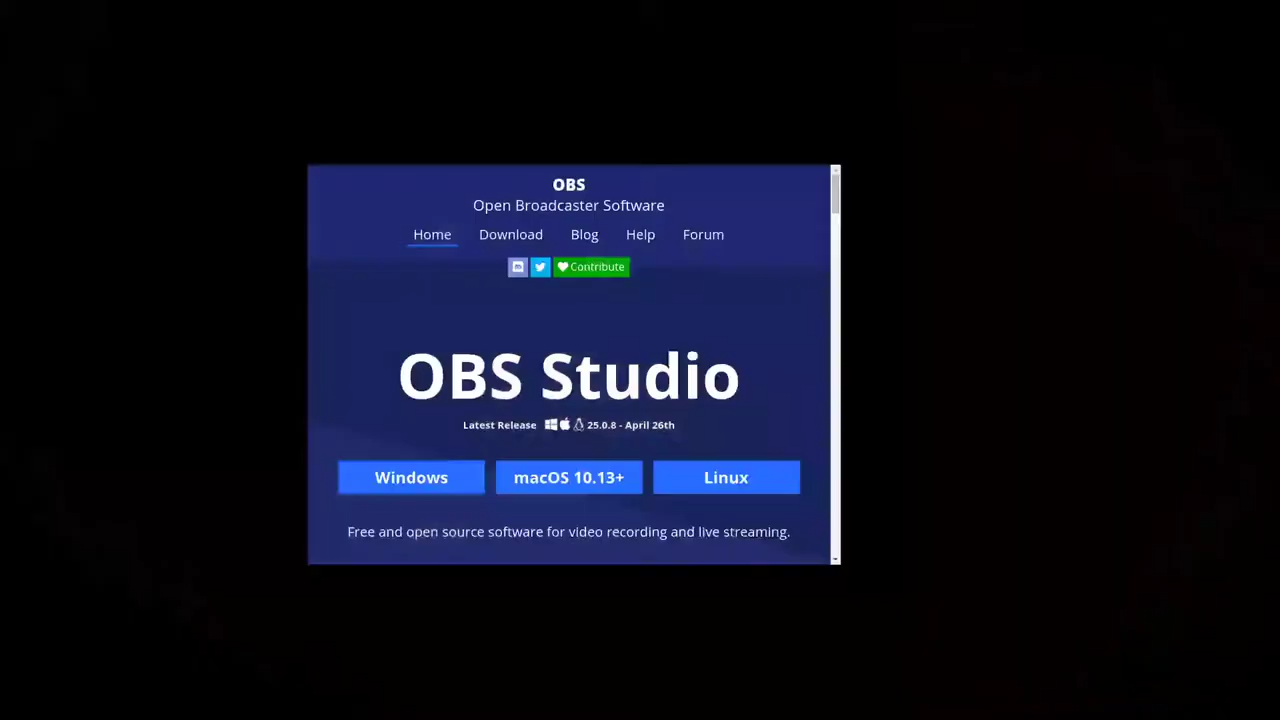 OBS
Open Broadcaster Software
Home Download Blog Help Forum
Contribute
OBS Studio
Latest Release 25.0.8 - April 26th
Windows macOS 10.13+ Linux
Free and open source software for video recording and live streaming.